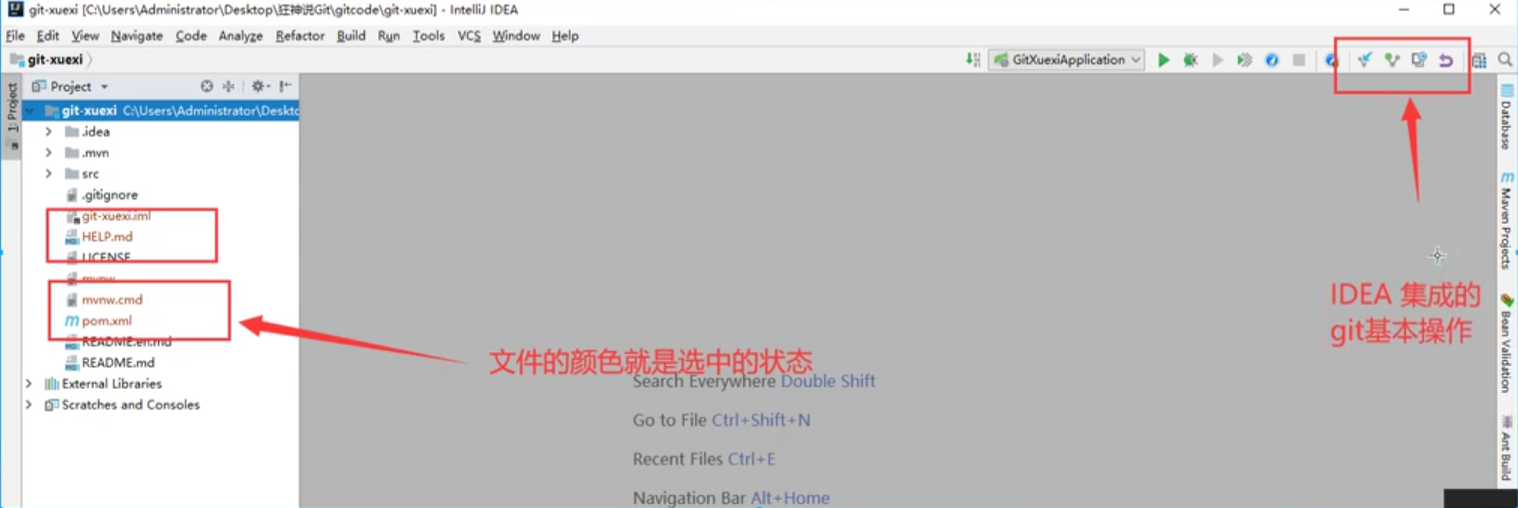 git-xuexi [C:\Users\Administrator\Desktop\狂神说Git\gitcode\git-xuexi] - IntelliJ IDEA
File Edit View Navigate Code Analyze Refactor Build Run Tools VCS Window Help
git-xuexi
GitXuexiApplication
Project
1: Project
git-xuexi C:\Users\Administrator\Deskto
.idea
.mvn
src
.gitignore
git-xuexi.iml
HELP.md
LICENSE
mvnw
mvnw.cmd
pom.xml
README.en.md
README.md
External Libraries
Scratches and Consoles
文件的颜色就是选中的状态
Search Everywhere Double Shift
Go to File Ctrl+Shift+N
Recent Files Ctrl+E
Navigation Bar Alt+Home
IDEA 集成的
git基本操作
Database
Maven Projects
Bean Validation
Ant Build